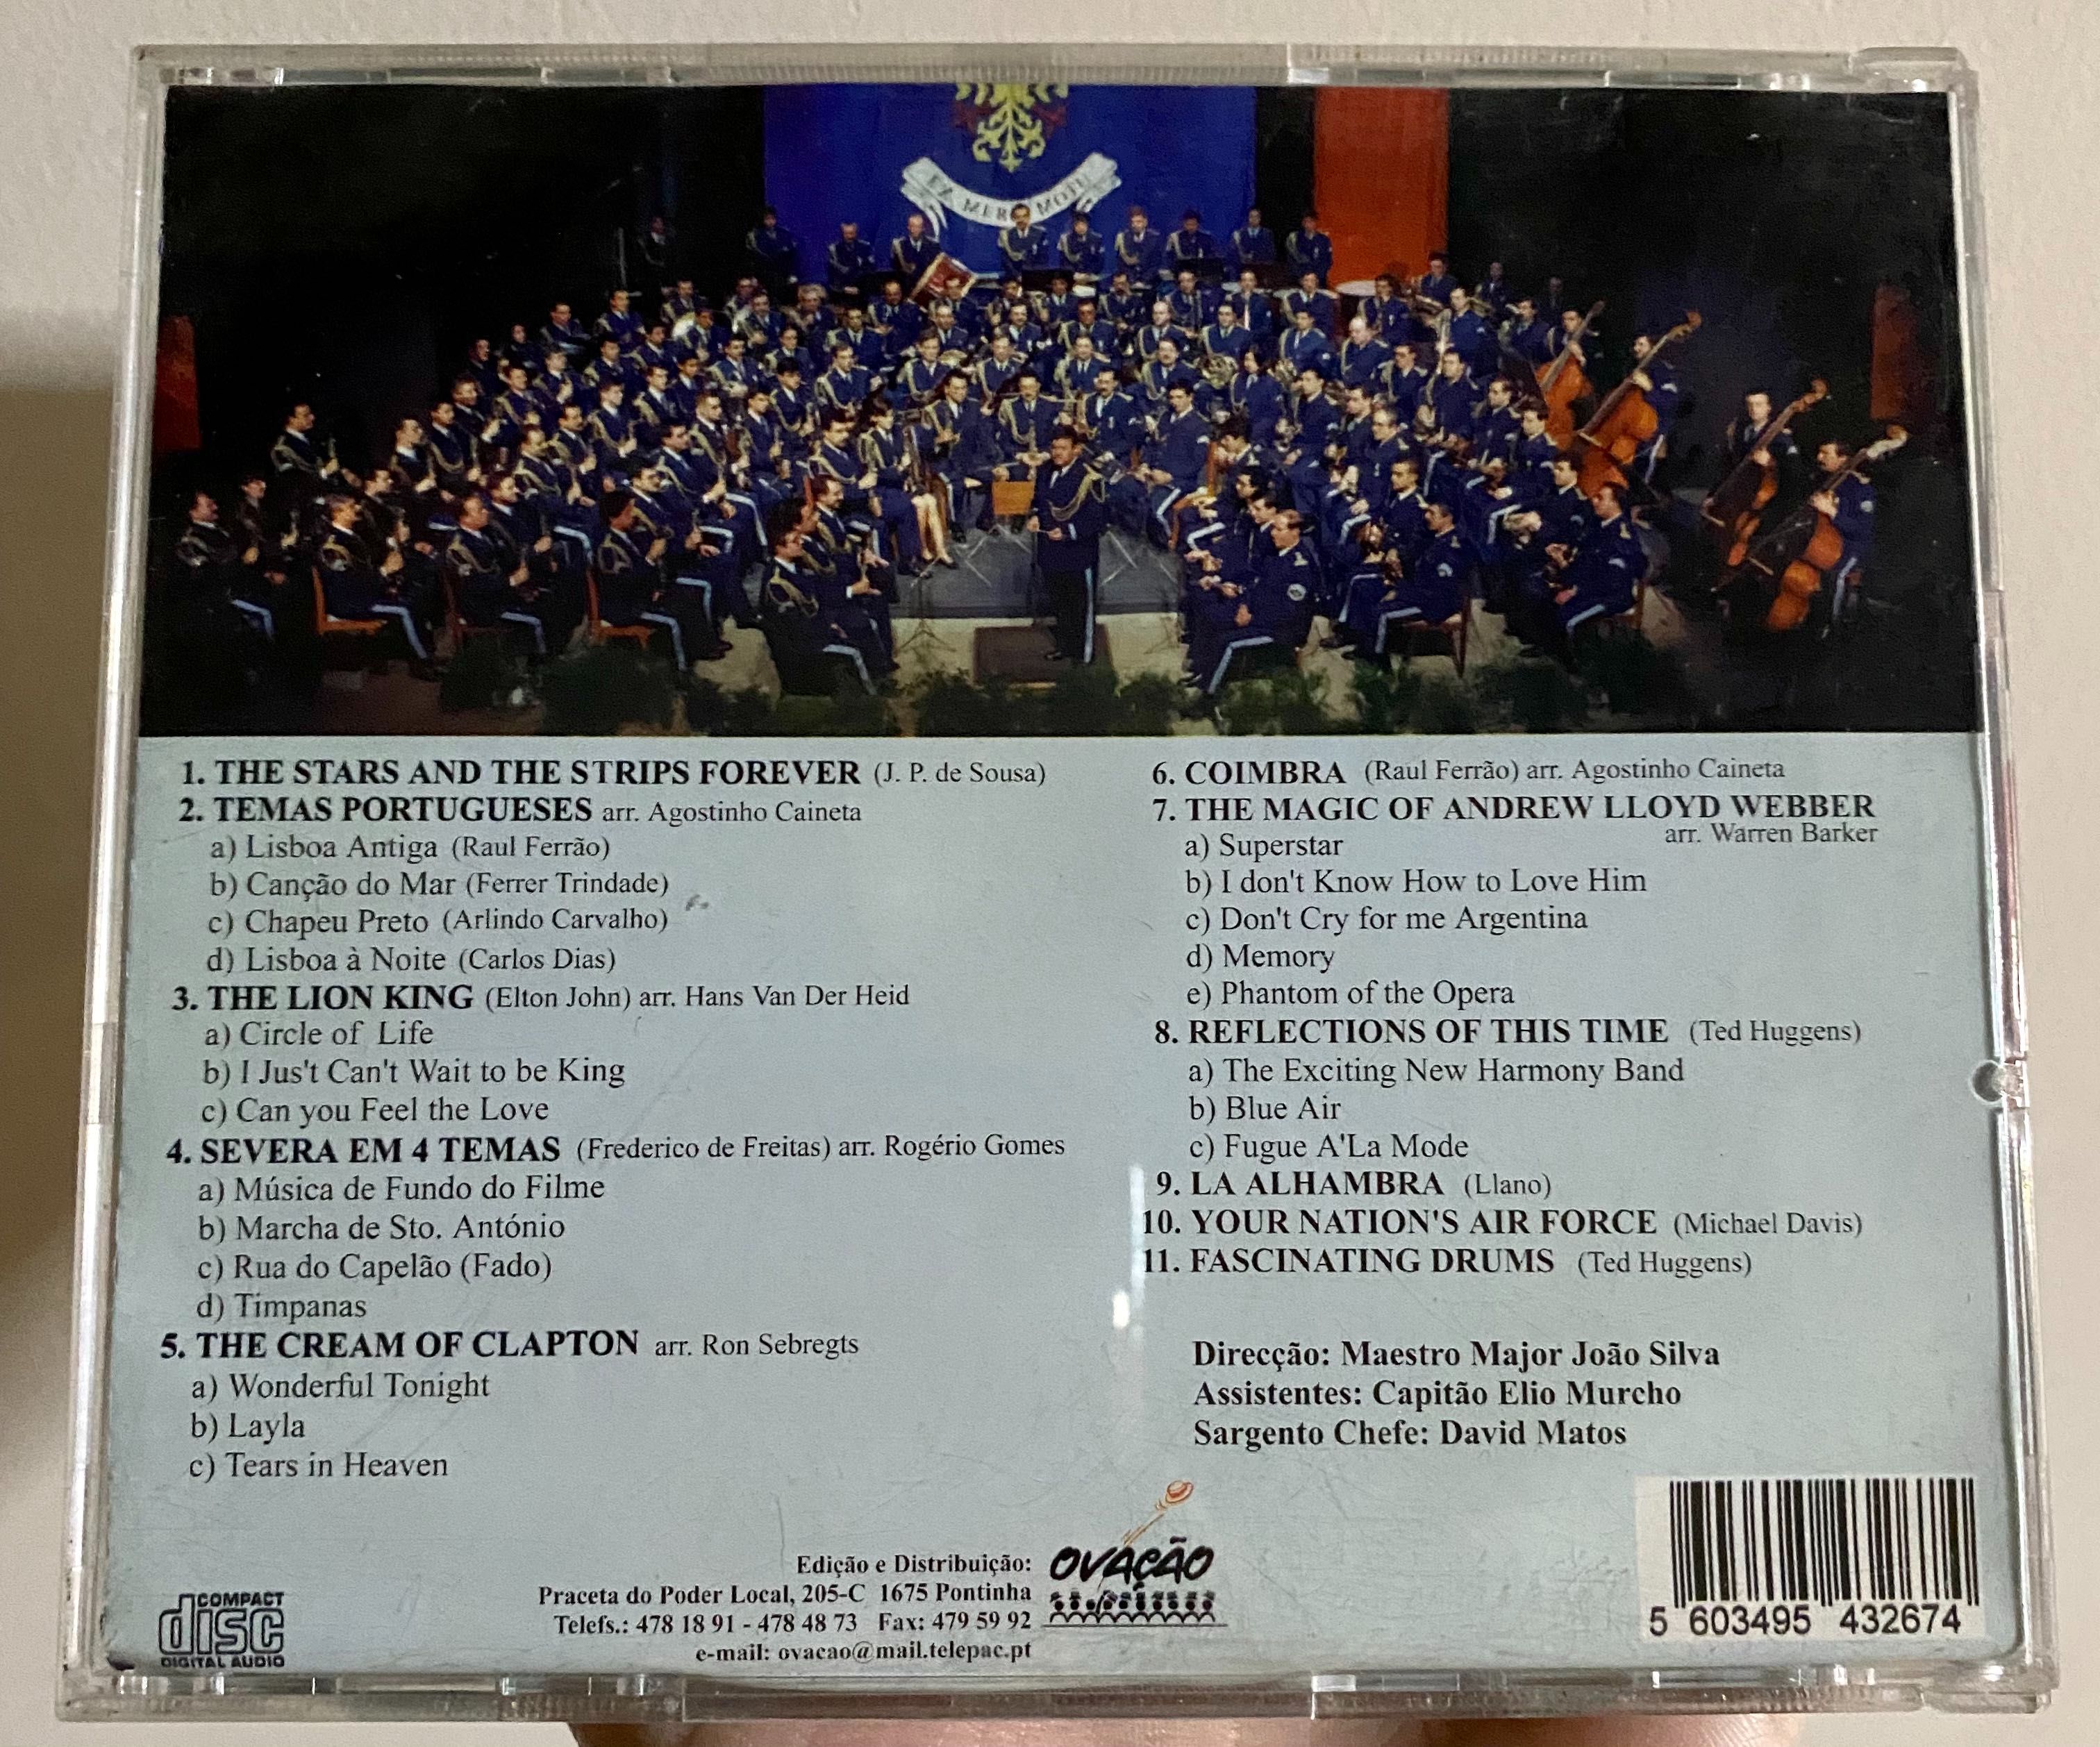 EX MERO MOTU
1. THE STARS AND THE STRIPS FOREVER (J. P. de Sousa)
2. TEMAS PORTUGUESES arr. Agostinho Caineta
a) Lisboa Antiga (Raul Ferrão)
b) Canção do Mar (Ferrer Trindade)
c) Chapeu Preto (Arlindo Carvalho)
d) Lisboa à Noite (Carlos Dias)
3. THE LION KING (Elton John) arr. Hans Van Der Heid
a) Circle of Life
b) I Jus't Can't Wait to be King
c) Can you Feel the Love
4. SEVERA EM 4 TEMAS (Frederico de Freitas) arr. Rogério Gomes
a) Música de Fundo do Filme
b) Marcha de Sto. António
c) Rua do Capelão (Fado)
d) Timpanas
5. THE CREAM OF CLAPTON arr. Ron Sebregts
a) Wonderful Tonight
b) Layla
c) Tears in Heaven
6. COIMBRA (Raul Ferrão) arr. Agostinho Caineta
7. THE MAGIC OF ANDREW LLOYD WEBBER
arr. Warren Barker
a) Superstar
b) I don't Know How to Love Him
c) Don't Cry for me Argentina
d) Memory
e) Phantom of the Opera
8. REFLECTIONS OF THIS TIME (Ted Huggens)
a) The Exciting New Harmony Band
b) Blue Air
c) Fugue A'La Mode
9. LA ALHAMBRA (Llano)
10. YOUR NATION'S AIR FORCE (Michael Davis)
11. FASCINATING DRUMS (Ted Huggens)
Direcção: Maestro Major João Silva
Assistentes: Capitão Elio Murcho
Sargento Chefe: David Matos
COMPACT
disc
DIGITAL AUDIO
Edição e Distribuição:
Praceta do Poder Local, 205-C 1675 Pontinha
Telefs.: 478 18 91 - 478 48 73 Fax: 479 59 92
e-mail: ovacao@mail.telepac.pt
OVAÇÃO
5 603495 432674